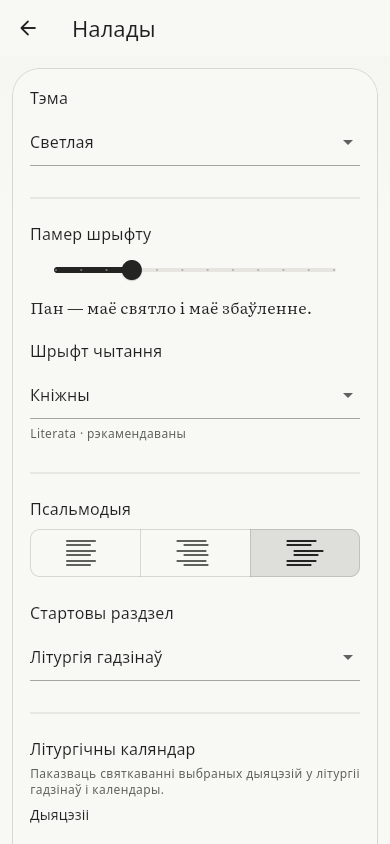 Налады
Тэма
Светлая
Памер шрыфту
Пан — маё святло і маё збаўленне.
Шрыфт чытання
Кніжны
Literata · рэкамендаваны
Псальмодыя
Стартовы раздзел
Літургія гадзінаў
Літургічны каляндар
Паказваць святкаванні выбраных дыяцэзій у літургіі
гадзінаў і календары.
Дыяцэзіі